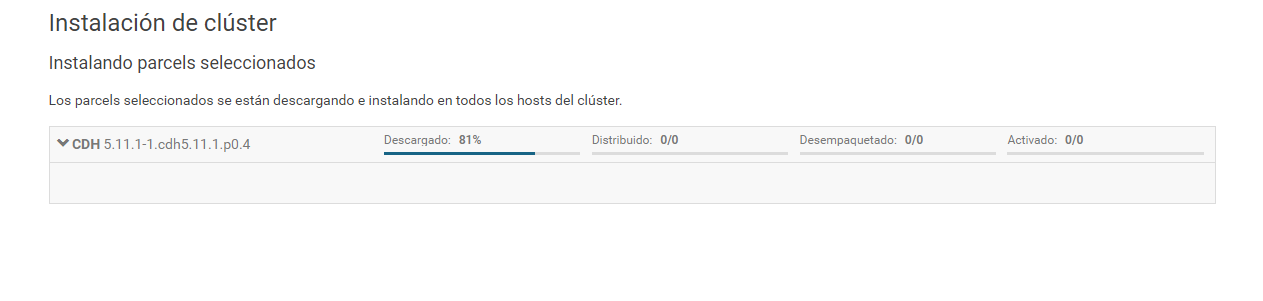 Instalación de clúster
Instalando parcels seleccionados
Los parcels seleccionados se están descargando e instalando en todos los hosts del clúster.
CDH 5.11.1-1.cdh5.11.1.p0.4 Descargado: 81% Distribuido: 0/0 Desempaquetado: 0/0 Activado: 0/0